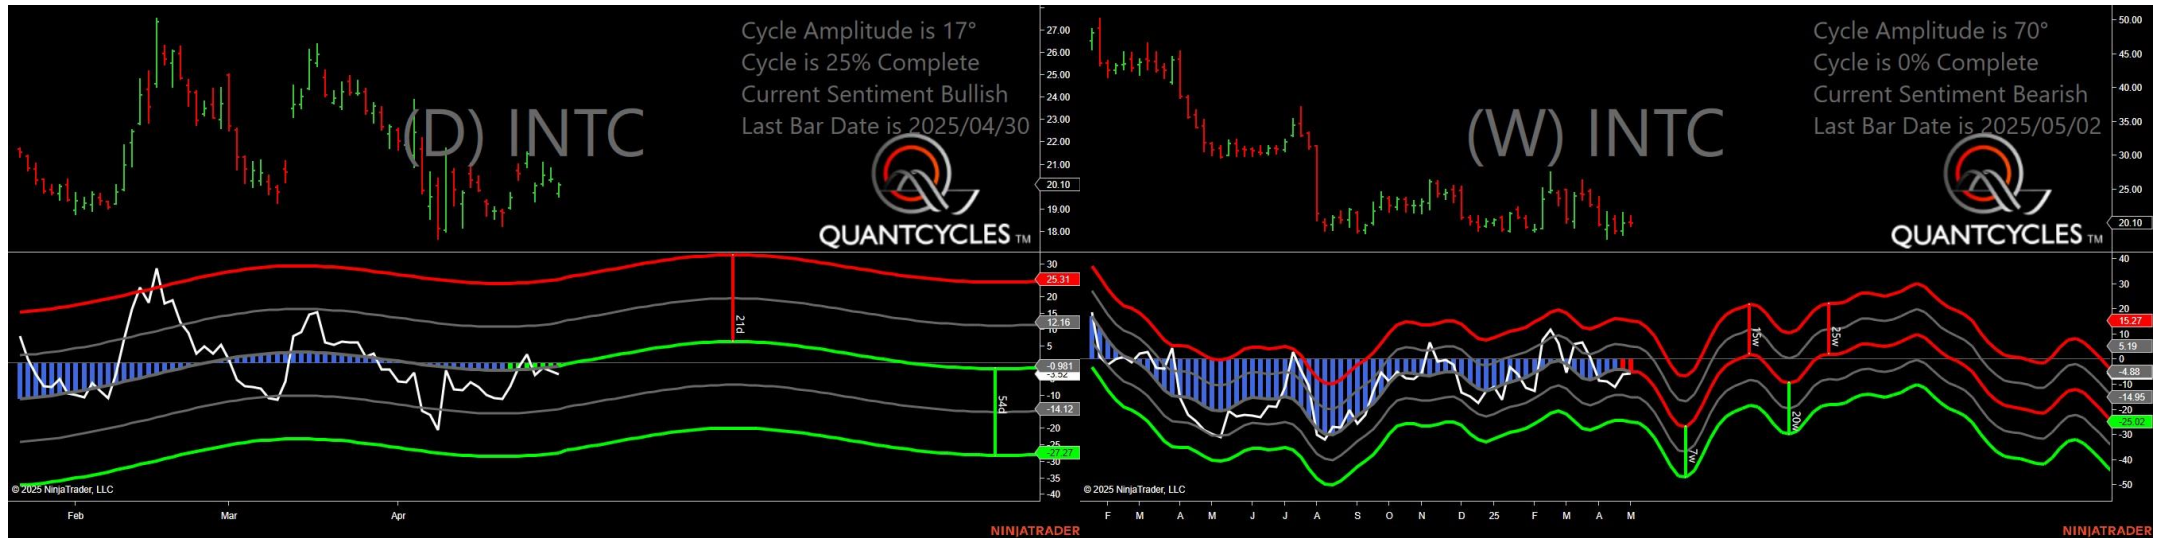 Cycle Amplitude is 17°
Cycle is 25% Complete
Current Sentiment Bullish
Last Bar Date is 2025/04/30
(D) INTC
QUANTCYCLES TM
27.00
26.00
25.00
24.00
23.00
22.00
21.00
20.10
19.00
18.00
30
25.31
20
15
12.16
10
5
-0.981
-3.52
-10
-14.12
-20
-27.27
-30
-35
-40
21d
54d
© 2025 NinjaTrader, LLC
Feb
Mar
Apr
NINJATRADER
Cycle Amplitude is 70°
Cycle is 0% Complete
Current Sentiment Bearish
Last Bar Date is 2025/05/02
(W) INTC
QUANTCYCLES TM
50.00
45.00
40.00
35.00
30.00
25.00
20.10
40
30
20
15.27
10
5.19
0
-4.88
-10
-14.95
-20
-25.02
-30
-40
-50
15w
25w
20w
7w
© 2025 NinjaTrader, LLC
F M A M J J A S O N D 25 F M A M
NINJATRADER